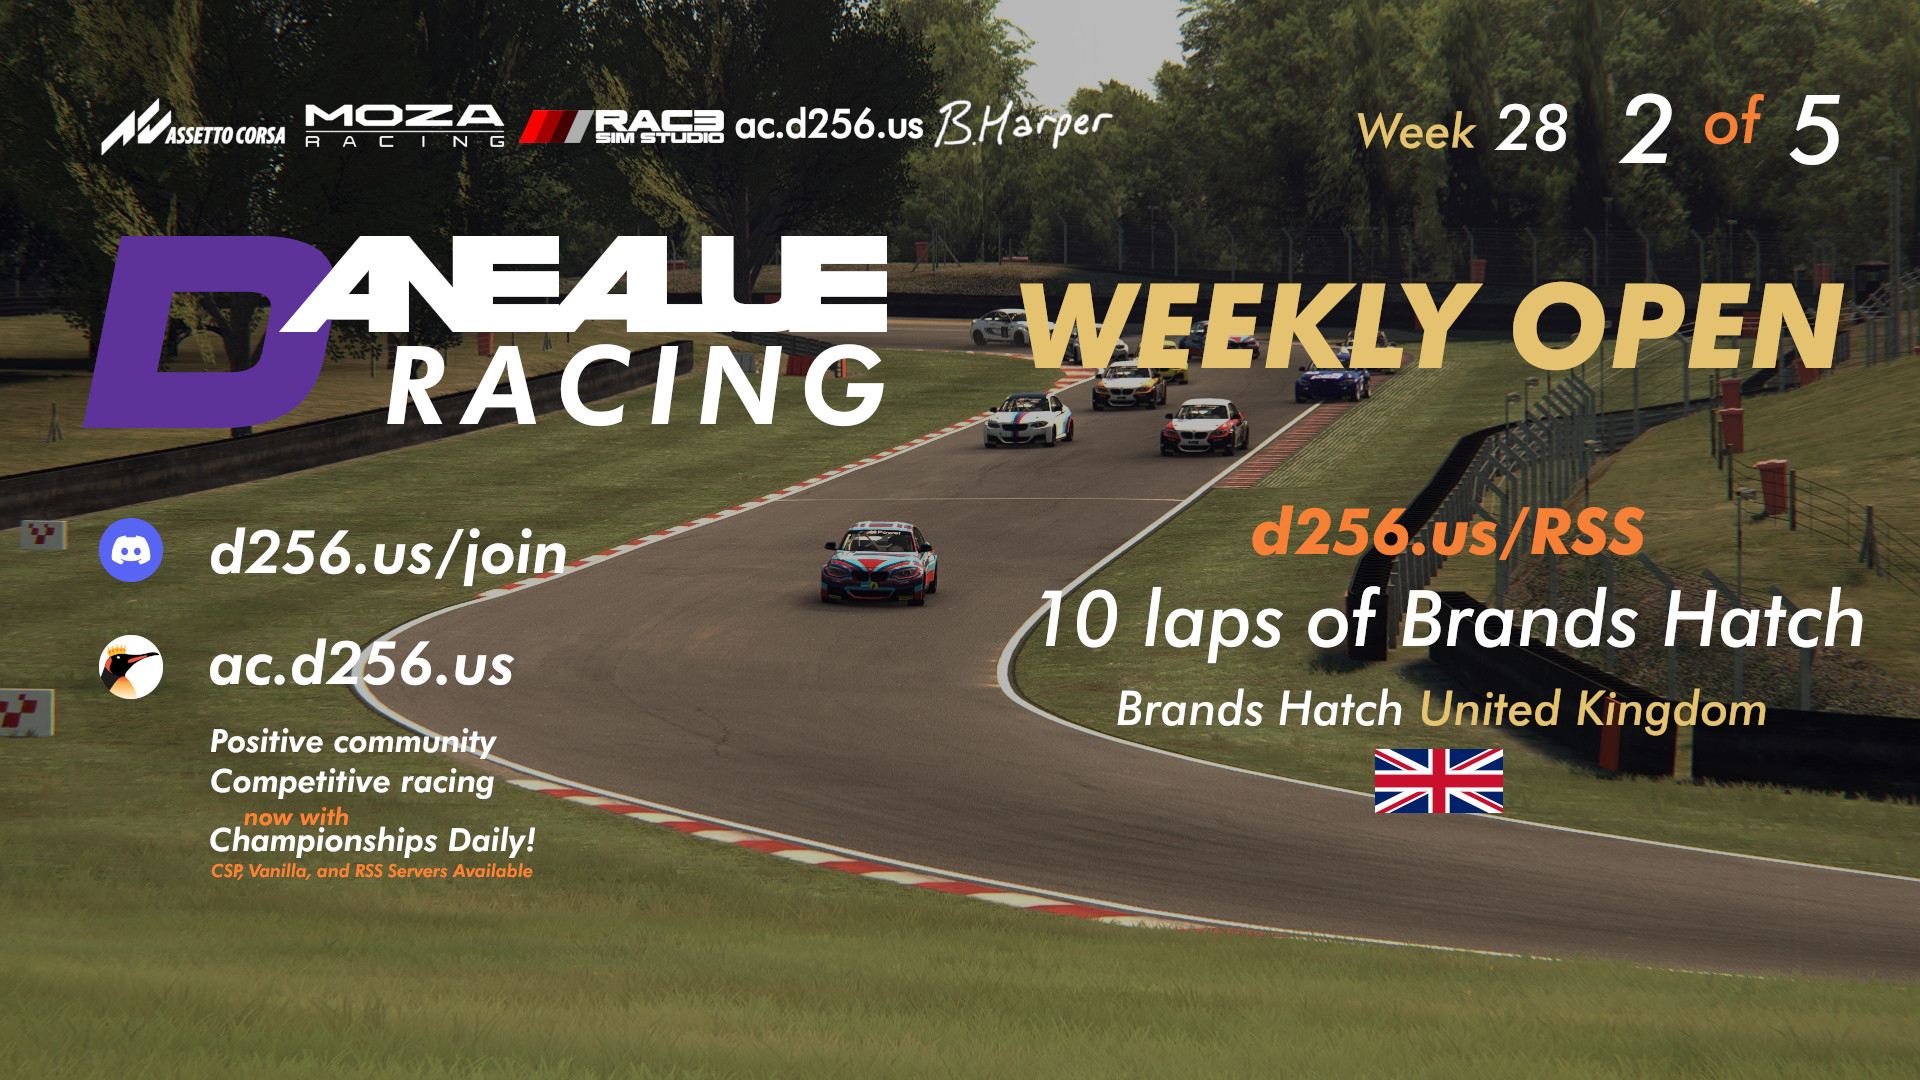 ASSETTO CORSA
MOZA
RACING
RAC3
SIM STUDIO
ac.d256.us
B.Harper
Week 28 2 of 5
DANEALUE
RACING
WEEKLY OPEN
d256.us/join
ac.d256.us
Positive community
Competitive racing
now with
Championships Daily!
CSP, Vanilla, and RSS Servers Available
d256.us/RSS
10 laps of Brands Hatch
Brands Hatch United Kingdom